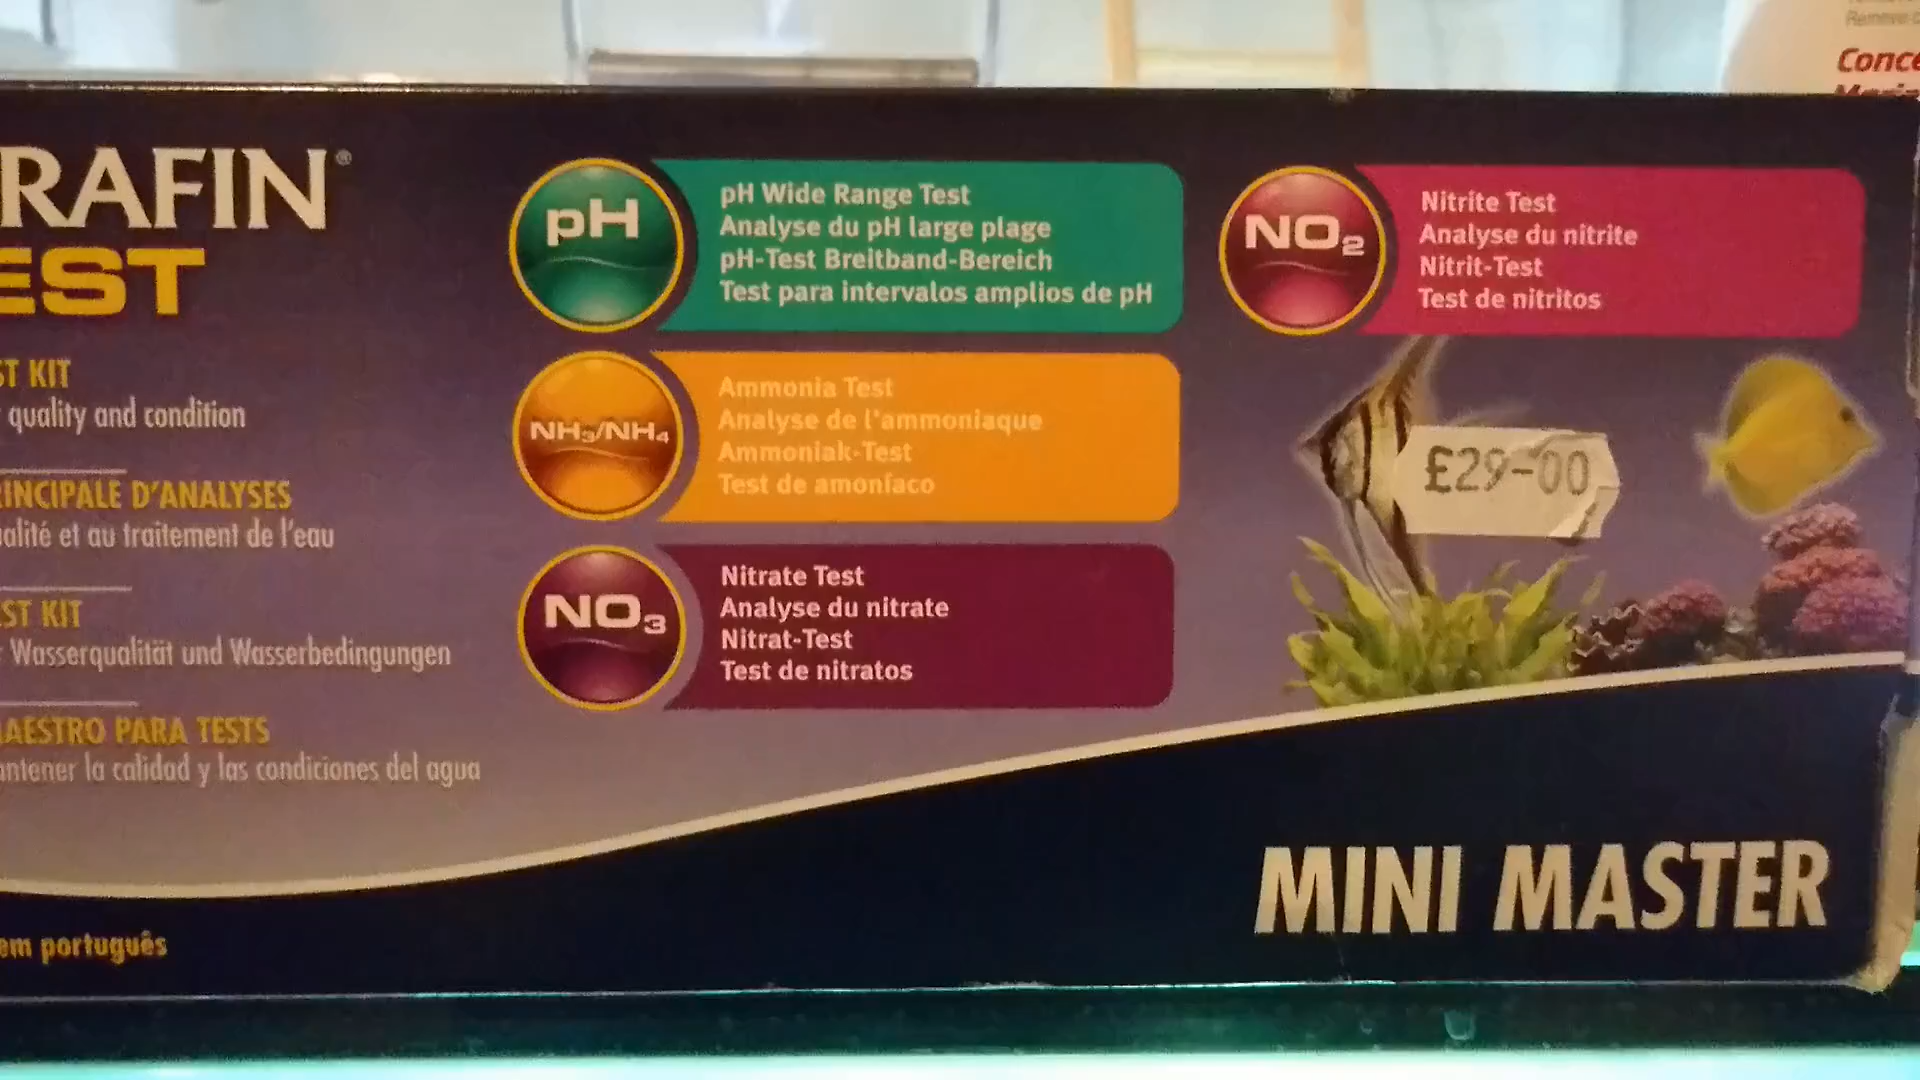 RAFIN®
EST
ST KIT
quality and condition
RINCIPALE D'ANALYSES
alité et au traitement de l'eau
ST KIT
Wasserqualität und Wasserbedingungen
AESTRO PARA TESTS
antener la calidad y las condiciones del agua
em português
pH
pH Wide Range Test
Analyse du pH large plage
pH-Test Breitband-Bereich
Test para intervalos amplios de pH
NH3/NH4
Ammonia Test
Analyse de l'ammoniaque
Ammoniak-Test
Test de amoníaco
NO3
Nitrate Test
Analyse du nitrate
Nitrat-Test
Test de nitratos
NO2
Nitrite Test
Analyse du nitrite
Nitrit-Test
Test de nitritos
£29-00
MINI MASTER
Conce